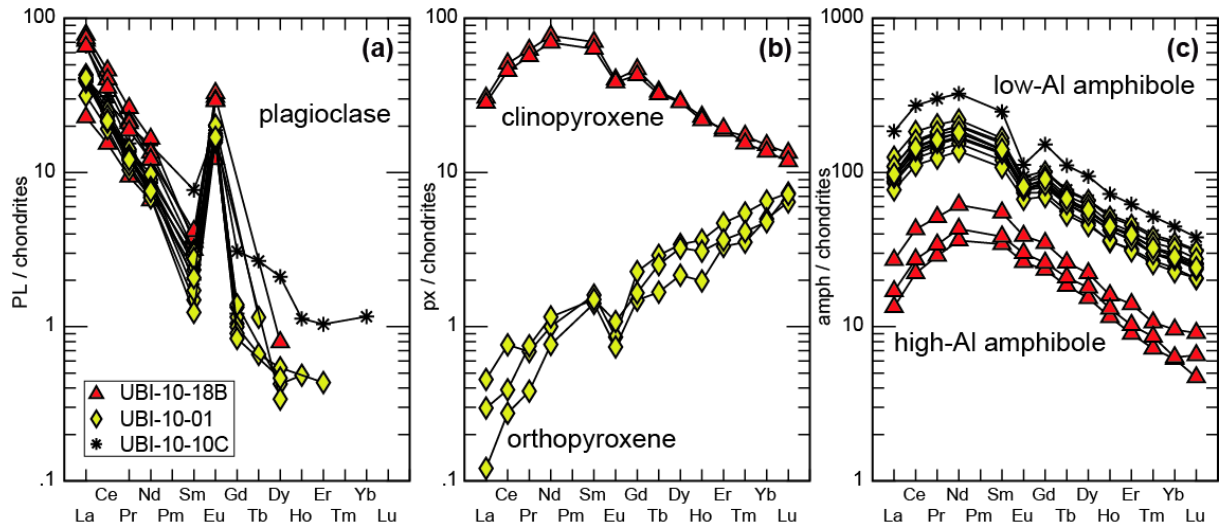 100
(a)
plagioclase
10
PL / chondrites
1
UBI-10-18B
UBI-10-01
UBI-10-10C
.1
Ce Nd Sm Gd Dy Er Yb
La Pr Pm Eu Tb Ho Tm Lu
100
(b)
clinopyroxene
10
px / chondrites
1
orthopyroxene
.1
Ce Nd Sm Gd Dy Er Yb
La Pr Pm Eu Tb Ho Tm Lu
1000
(c)
low-Al amphibole
100
amph / chondrites
10
high-Al amphibole
1
Ce Nd Sm Gd Dy Er Yb
La Pr Pm Eu Tb Ho Tm Lu